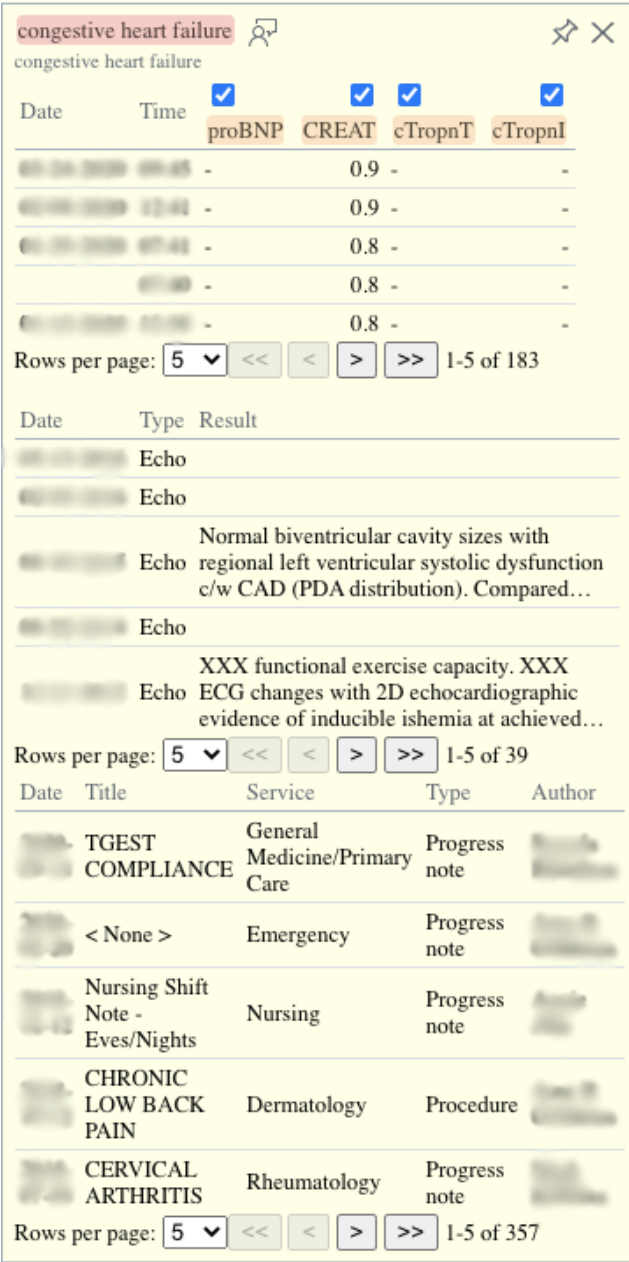 congestive heart failure
congestive heart failure
Date Time proBNP CREAT cTropnT cTropnI
- 0.9 - -
- 0.9 - -
- 0.8 - -
- 0.8 - -
- 0.8 - -
Rows per page: 5 << < > >> 1-5 of 183
Date Type Result
Echo
Echo
Normal biventricular cavity sizes with
Echo regional left ventricular systolic dysfunction
c/w CAD (PDA distribution). Compared…
Echo
XXX functional exercise capacity. XXX
Echo ECG changes with 2D echocardiographic
evidence of inducible ishemia at achieved…
Rows per page: 5 << < > >> 1-5 of 39
Date Title Service Type Author
TGEST COMPLIANCE General Medicine/Primary Care Progress note
< None > Emergency Progress note
Nursing Shift Note - Eves/Nights Nursing Progress note
CHRONIC LOW BACK PAIN Dermatology Procedure
CERVICAL ARTHRITIS Rheumatology Progress note
Rows per page: 5 << < > >> 1-5 of 357